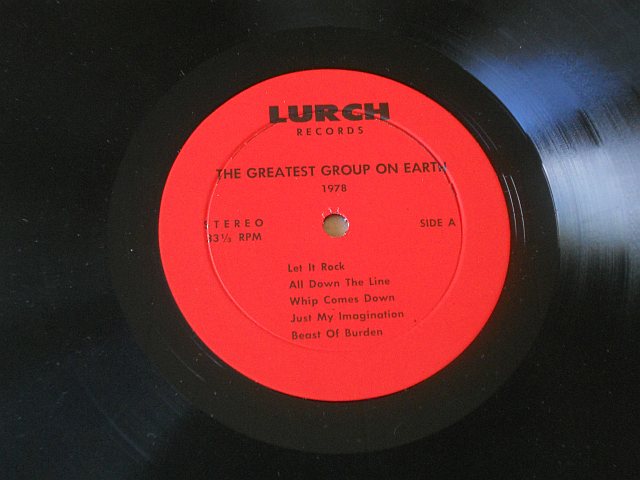 LURCH
RECORDS
THE GREATEST GROUP ON EARTH
1978
STEREO SIDE A
33⅓ RPM
Let It Rock
All Down The Line
Whip Comes Down
Just My Imagination
Beast Of Burden